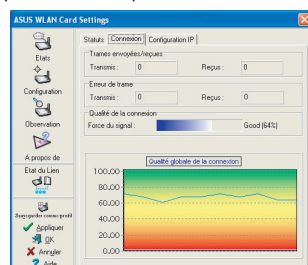 ASUS WLAN Card Settings
Etats
Configuration
Observation
A propos de
Etat du Lien
Sauvegarder comme profil
Appliquer
OK
Annuler
Aide
Statuts Connexion Configuration IP
Trames envoyées/reçues
Transmis : 0 Reçus : 0
Erreur de trame
Transmis : 0 Reçus : 0
Qualité de la connexion
Force du signal : Good (64%)
Qualité globale de la connexion
100.00
80.00
60.00
40.00
20.00
0.00